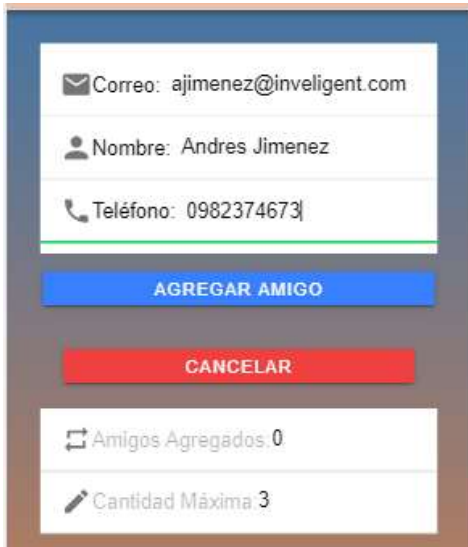 Correo: ajimenez@inveligent.com
Nombre: Andres Jimenez
Teléfono: 0982374673
AGREGAR AMIGO
CANCELAR
Amigos Agregados: 0
Cantidad Máxima: 3